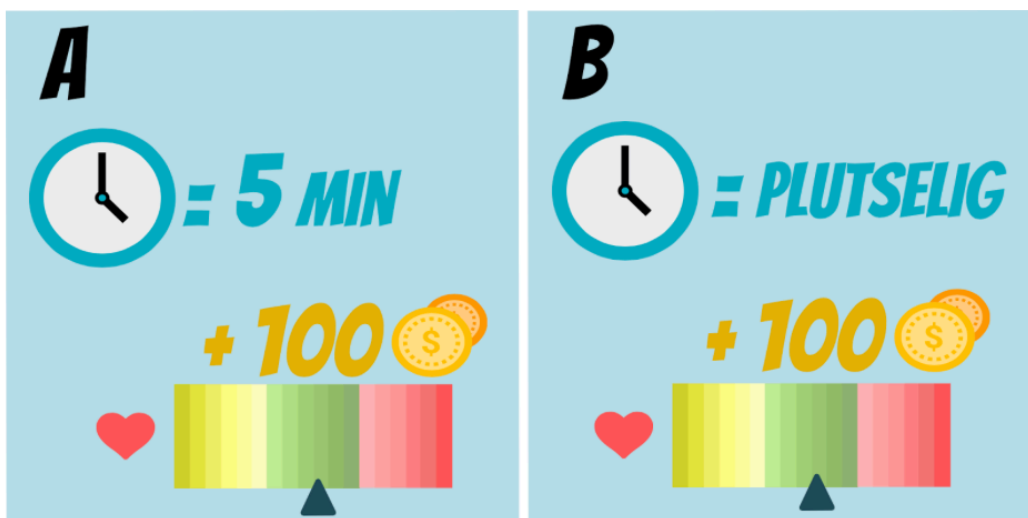 A
= 5 MIN
+ 100
$
B
= PLUTSELIG
+ 100
$